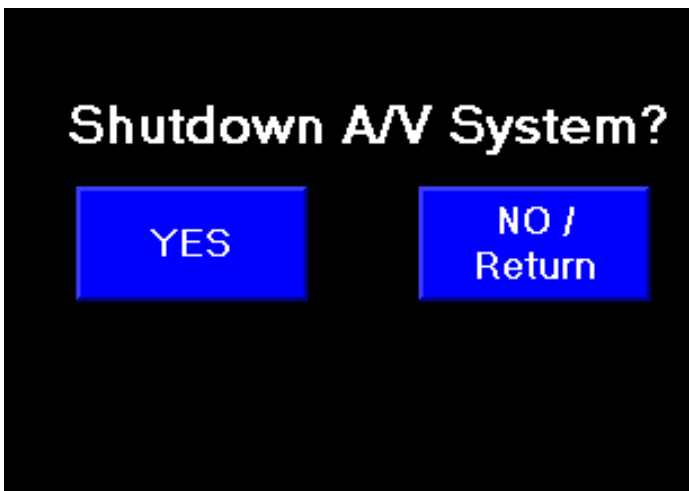 Shutdown A/V System?
YES
NO /
Return